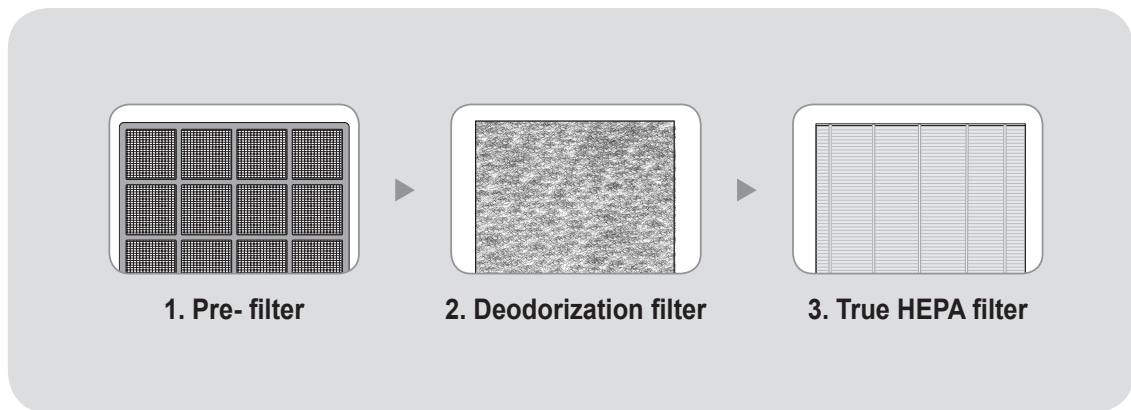 1. Pre- filter
2. Deodorization filter
3. True HEPA filter